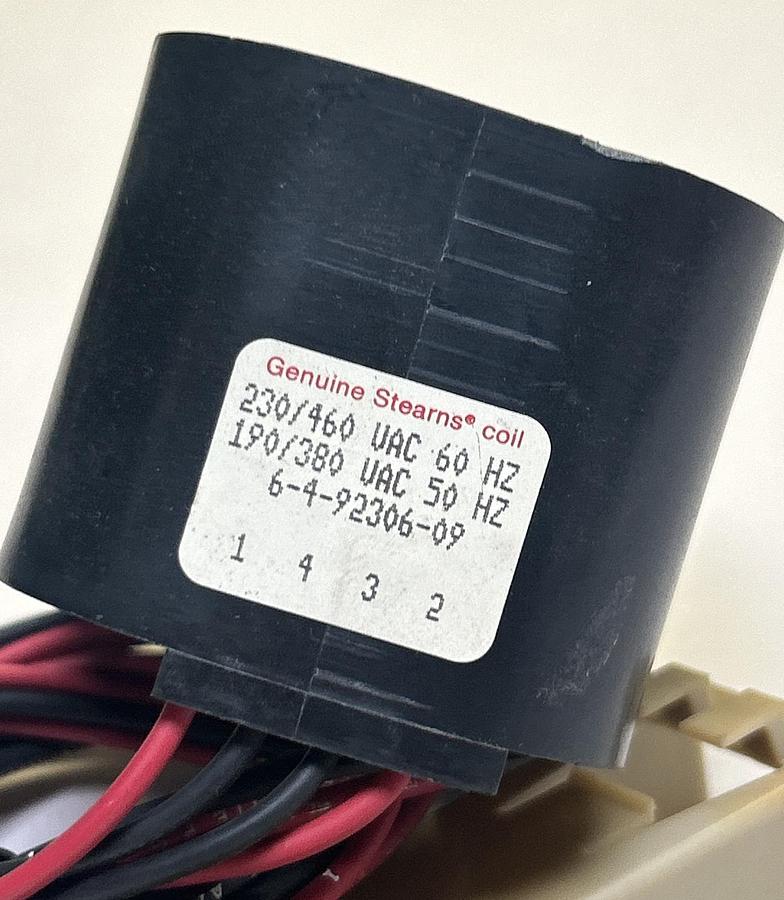 Genuine Stearns® coil
230/460 VAC 60 HZ
190/380 VAC 50 HZ
6-4-92306-09
1 4 3 2